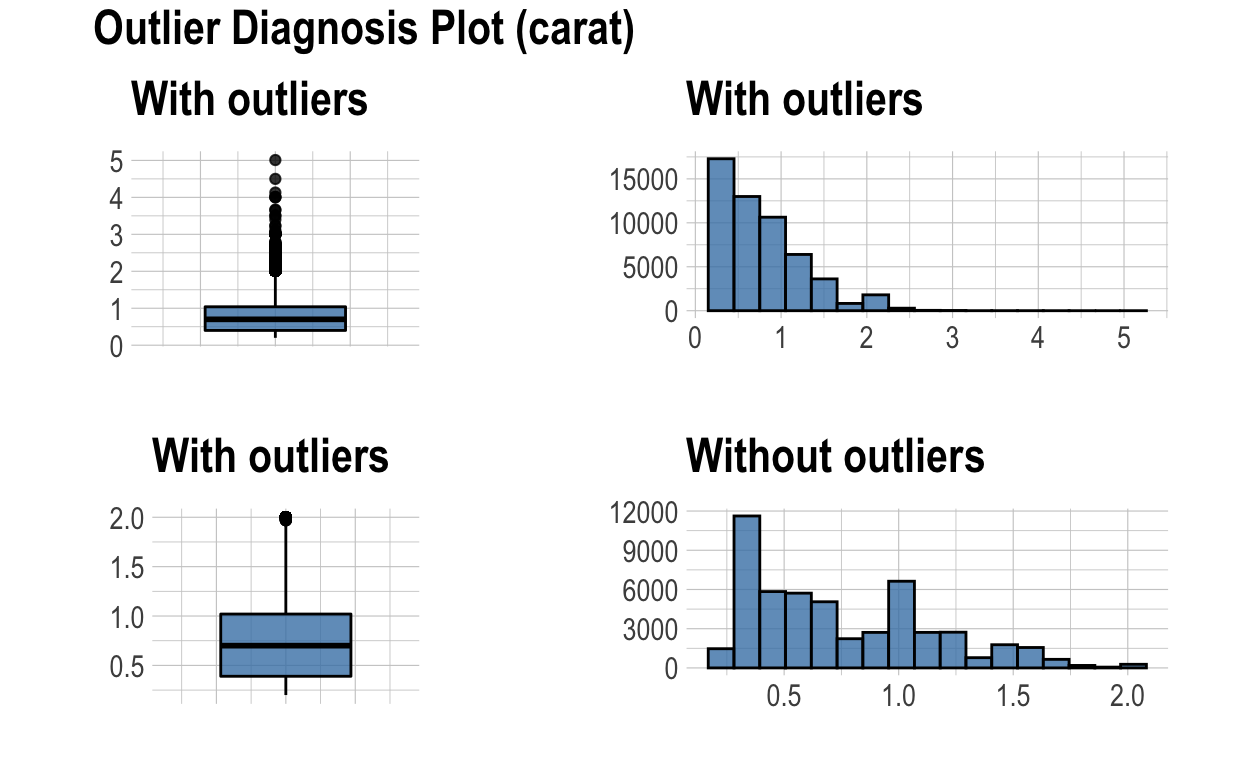 Outlier Diagnosis Plot (carat)
With outliers
5
4
3
2
1
0
With outliers
15000
10000
5000
0
0 1 2 3 4 5
With outliers
2.0
1.5
1.0
0.5
Without outliers
12000
9000
6000
3000
0
0.5 1.0 1.5 2.0